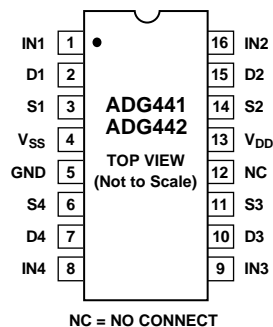 IN1 1 16 IN2
D1 2 15 D2
S1 3 ADG441 14 S2
VSS 4 ADG442 13 VDD
GND 5 TOP VIEW 12 NC
S4 6 (Not to Scale) 11 S3
D4 7 10 D3
IN4 8 9 IN3
NC = NO CONNECT